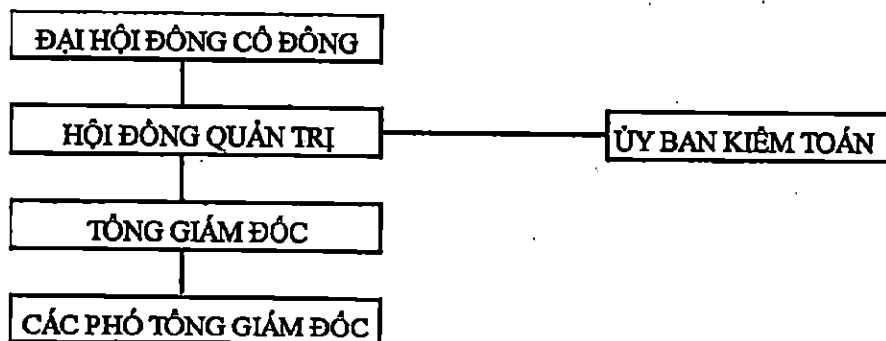 ĐẠI HỘI ĐỒNG CỔ ĐÔNG
HỘI ĐỒNG QUẢN TRỊ
ỦY BAN KIỂM TOÁN
TỔNG GIÁM ĐỐC
CÁC PHÓ TỔNG GIÁM ĐỐC